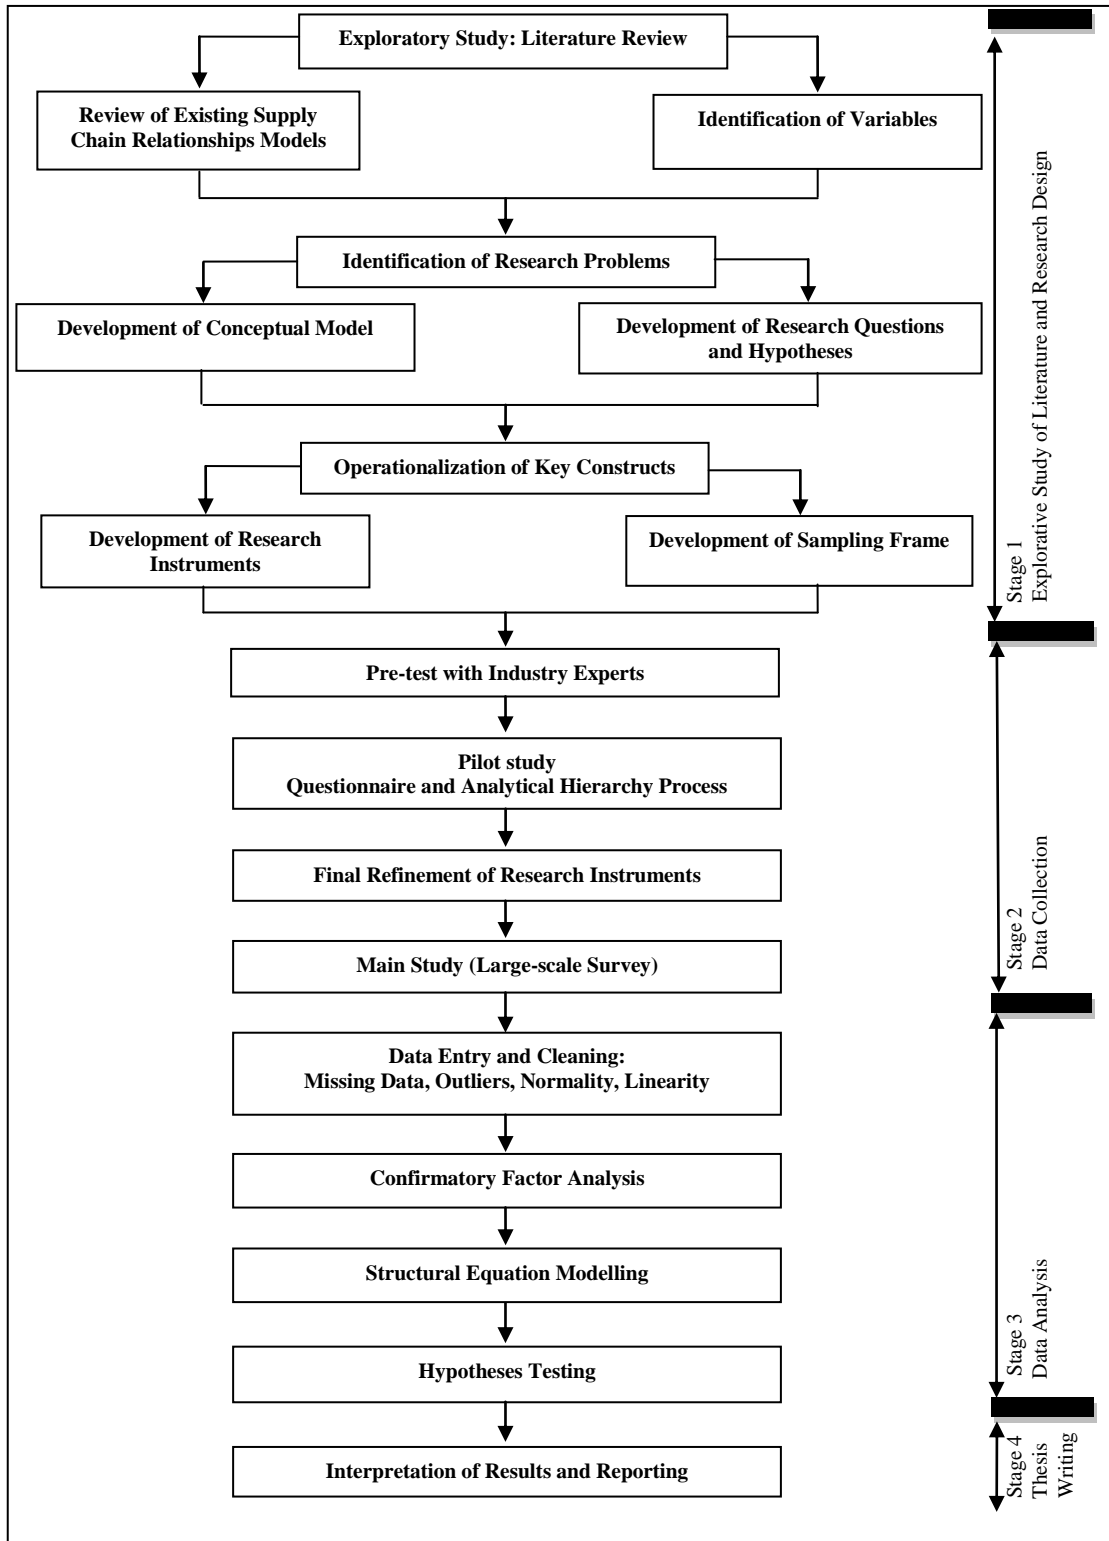 Exploratory Study: Literature Review
Review of Existing Supply
Chain Relationships Models
Identification of Variables
Identification of Research Problems
Development of Conceptual Model
Development of Research Questions
and Hypotheses
Operationalization of Key Constructs
Development of Research
Instruments
Development of Sampling Frame
Stage 1
Explorative Study of Literature and Research Design
Pre-test with Industry Experts
Pilot study
Questionnaire and Analytical Hierarchy Process
Final Refinement of Research Instruments
Main Study (Large-scale Survey)
Stage 2
Data Collection
Data Entry and Cleaning:
Missing Data, Outliers, Normality, Linearity
Confirmatory Factor Analysis
Structural Equation Modelling
Hypotheses Testing
Stage 3
Data Analysis
Interpretation of Results and Reporting
Stage 4
Thesis
Writing